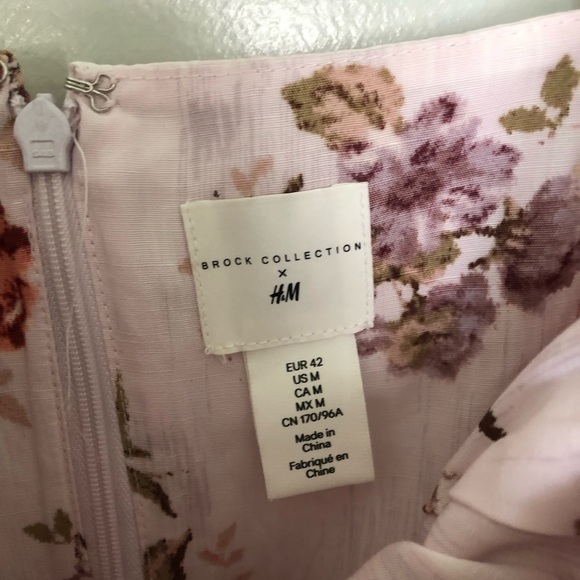 BROCK COLLECTION
×
H&M
EUR 42
US M
CA M
MX M
CN 170/96A
Made in
China
Fabriqué en
Chine